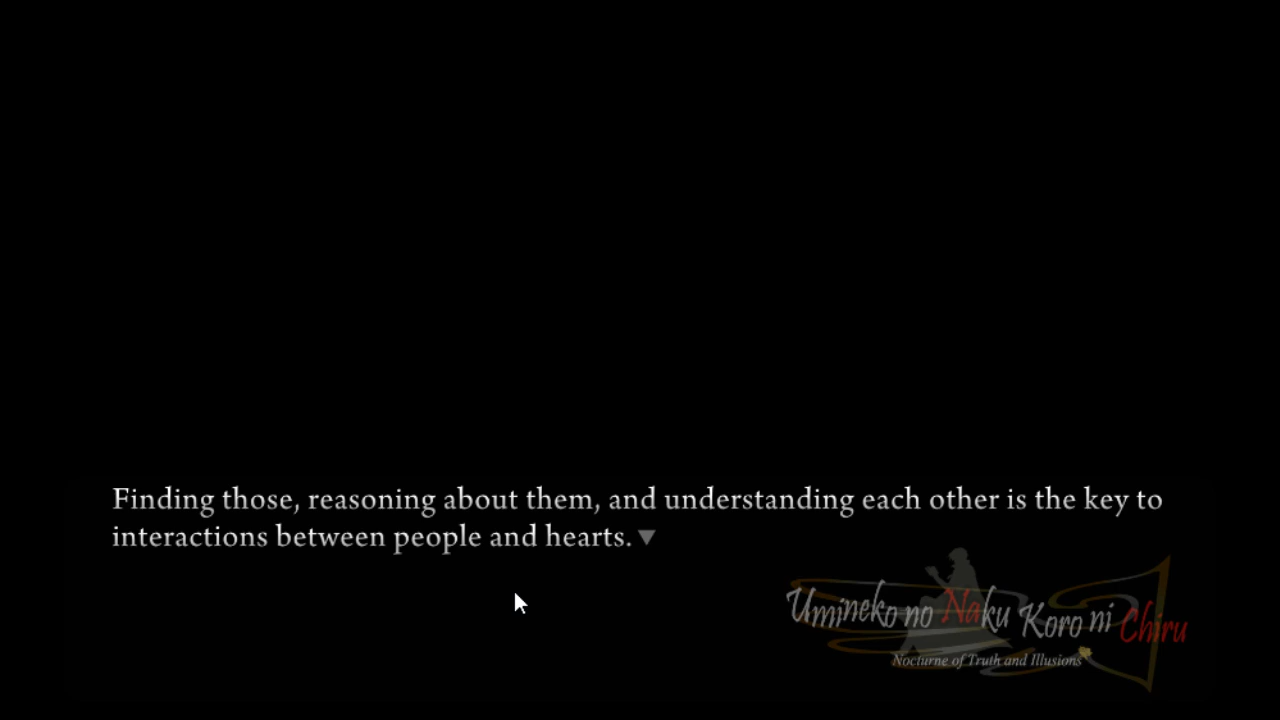 Finding those, reasoning about them, and understanding each other is the key to
interactions between people and hearts.
Umineko no Naku Koro ni Chiru
Nocturne of Truth and Illusions